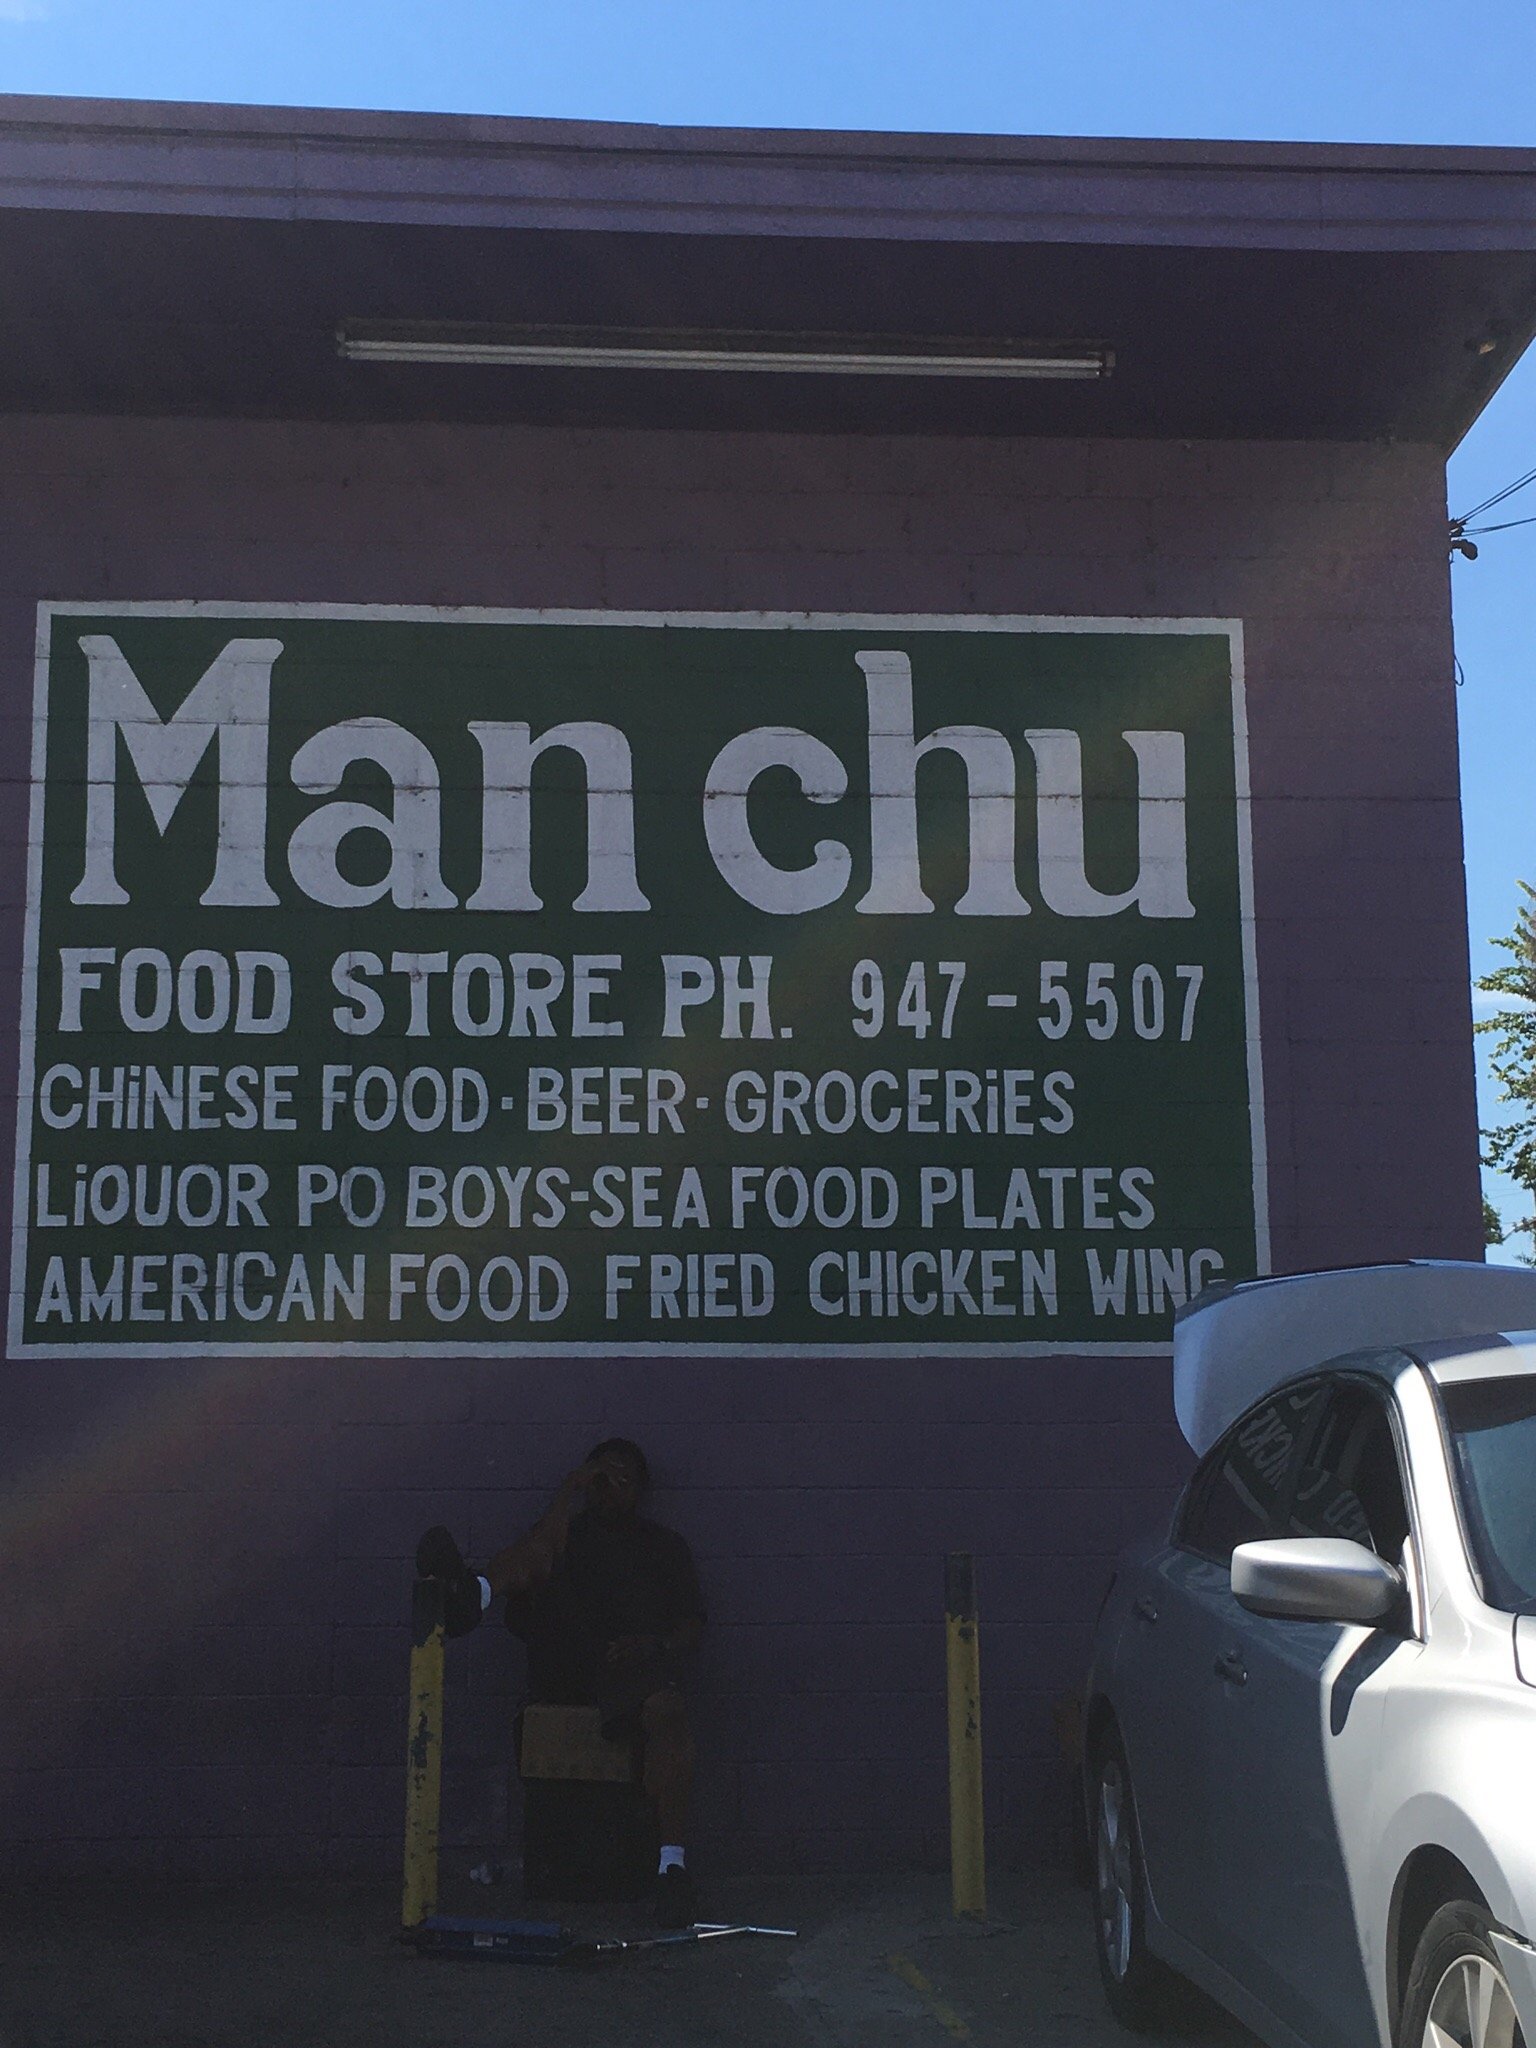 Man chu
FOOD STORE PH. 947-5507
CHiNESE FOOD · BEER · GROCERiES
LiQUOR PO BOYS-SEA FOOD PLATES
AMERICAN FOOD FRIED CHICKEN WING